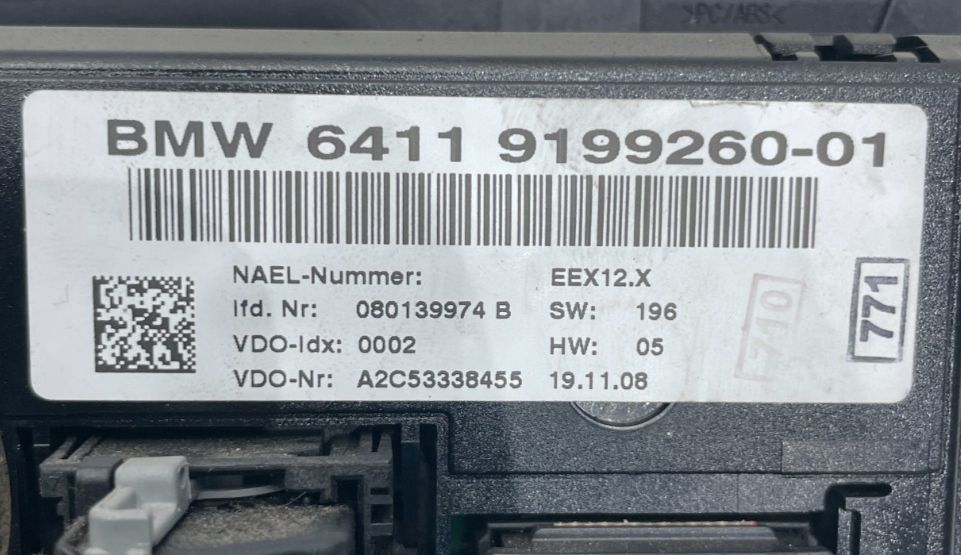 >PC/ABS<
BMW 6411 9199260-01
NAEL-Nummer: EEX12.X
lfd. Nr: 080139974 B SW: 196
VDO-Idx: 0002 HW: 05
VDO-Nr: A2C53338455 19.11.08
710
771